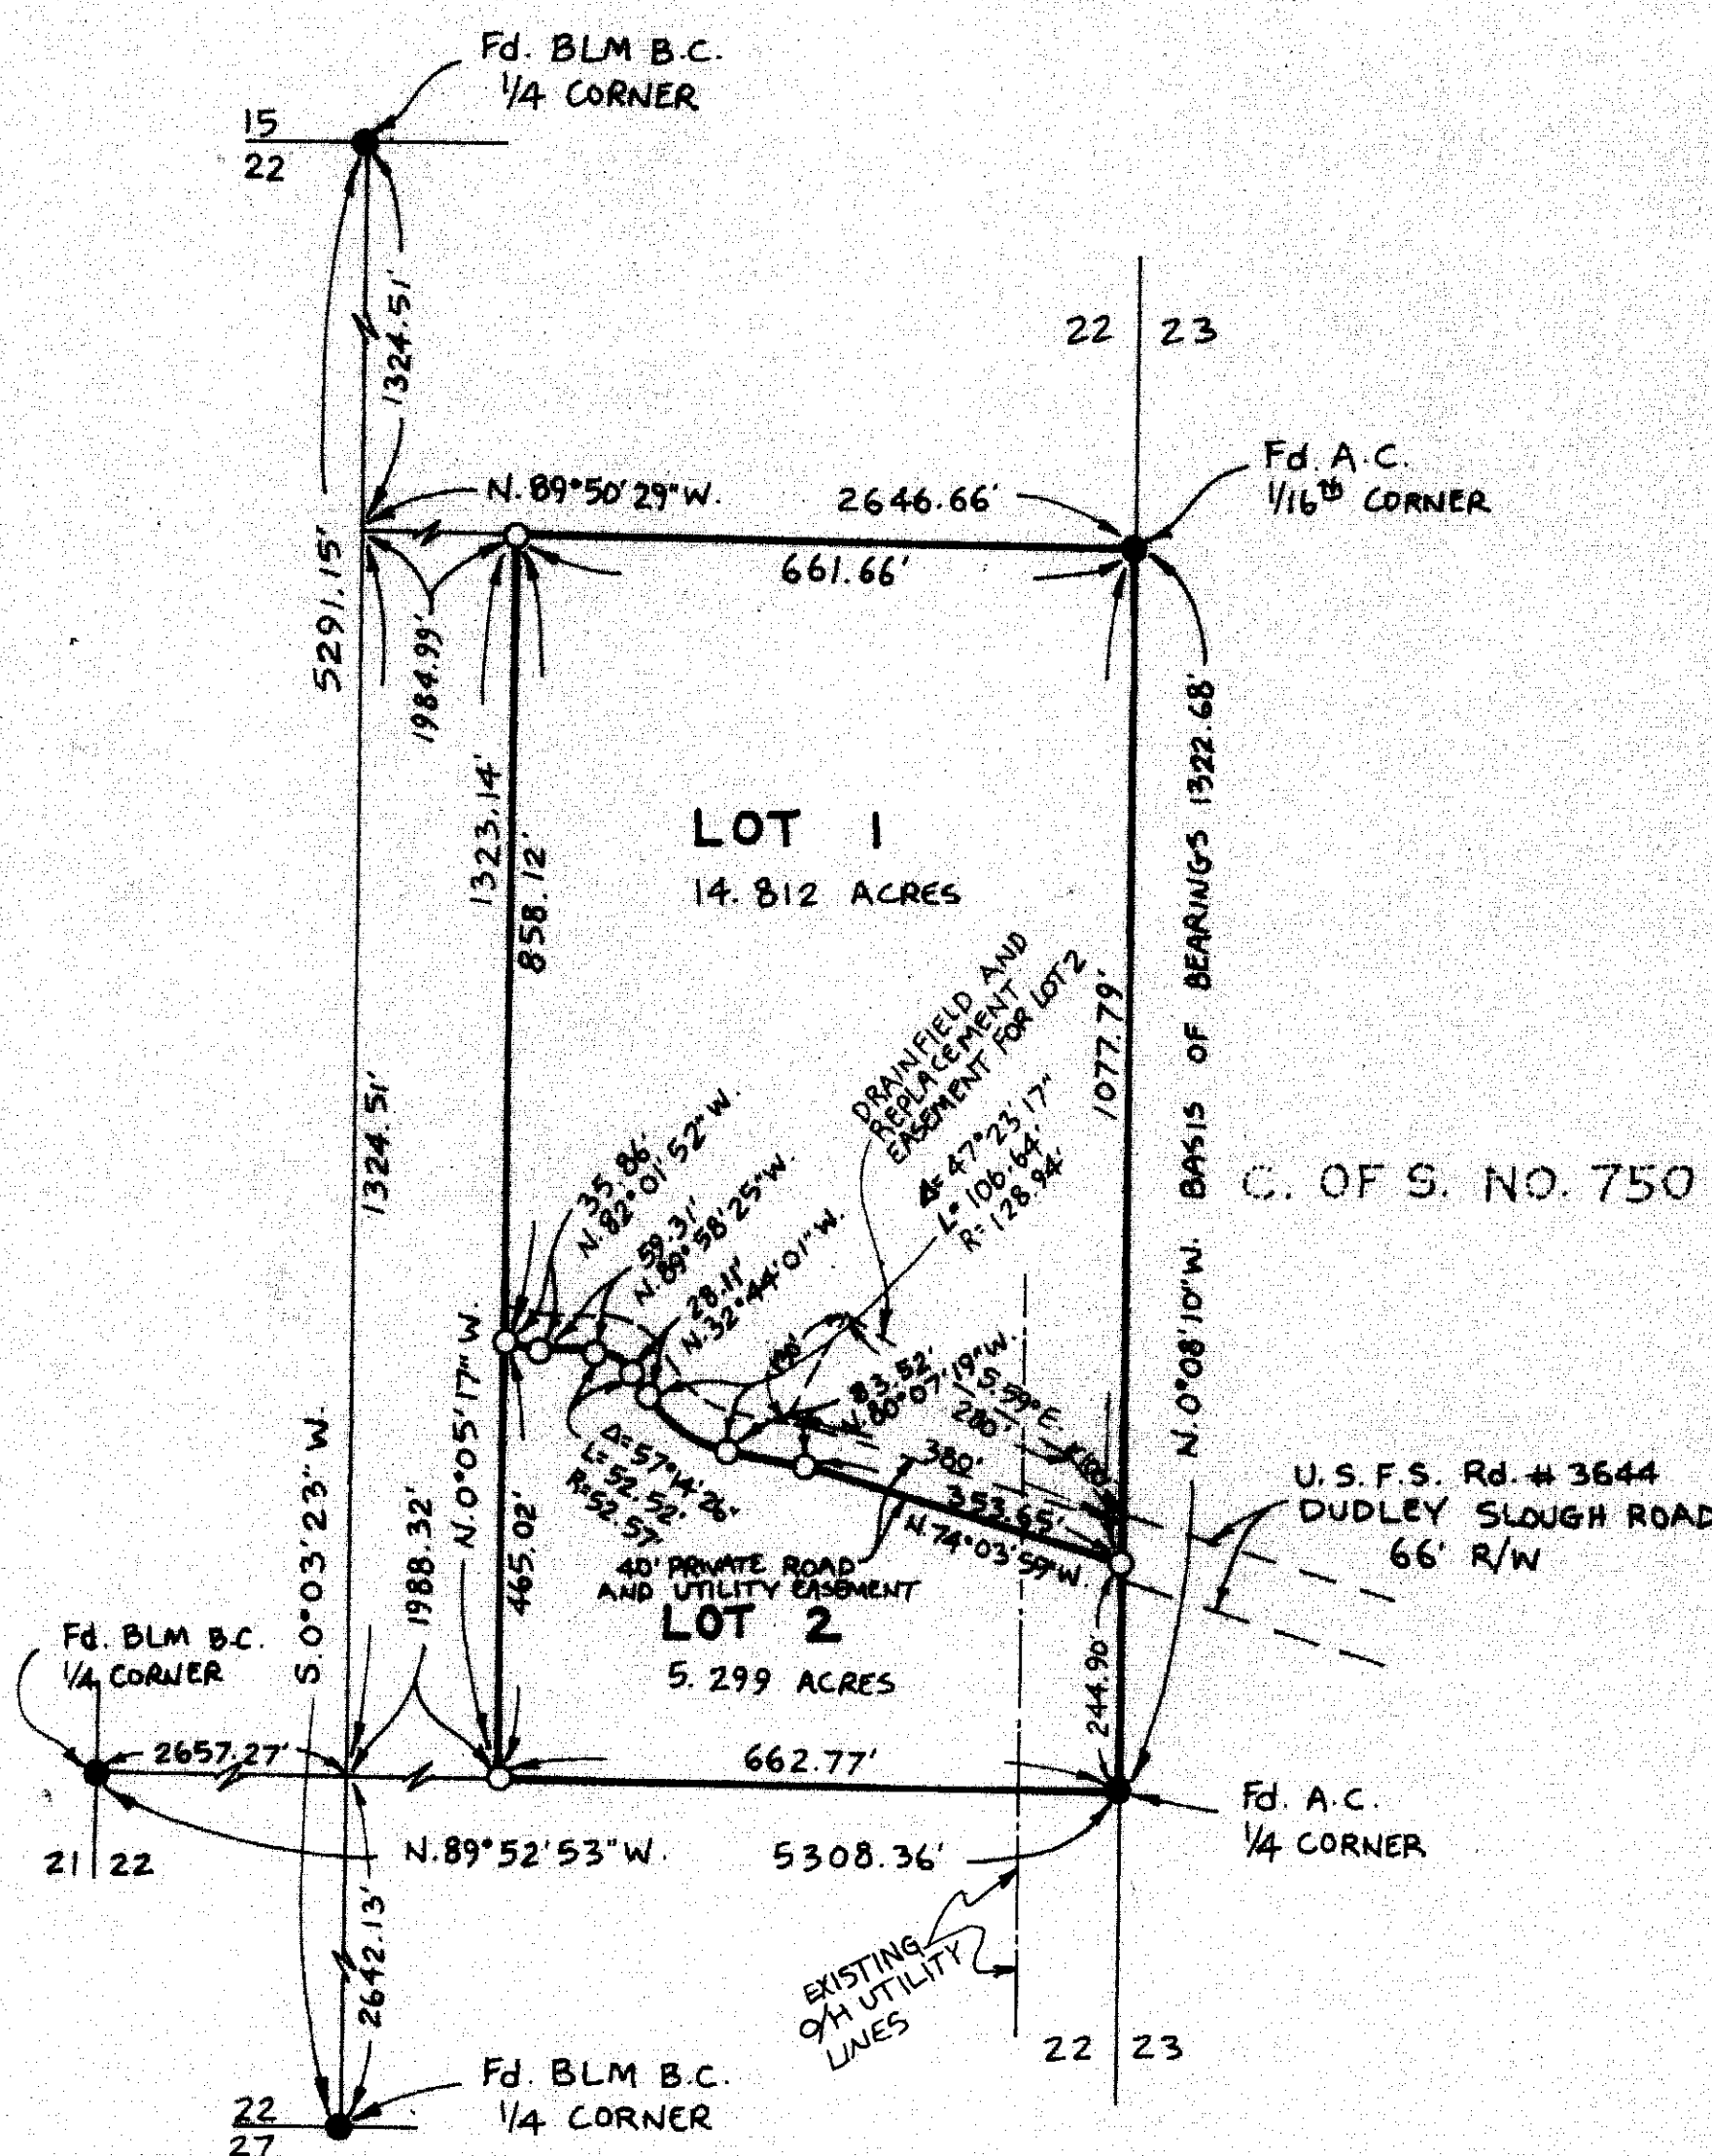 Fd. BLM B.C.
1/4 CORNER
15
22
1324.51'
22 23
Fd. A.C.
1/16TH CORNER
N. 89°50'29" W.
2646.66'
661.66'
5291.15'
1984.99'
1323.14'
858.12'
LOT 1
14.812 ACRES
N. 0°08'10" W. BASIS OF BEARINGS 1322.68'
1077.79'
DRAINFIELD AND
REPLACEMENT
EASEMENT FOR LOT 2
Δ= 47°23'17"
L= 106.64'
R= 128.94'
C. OF S. NO. 750
1324.51'
35.86'
N. 82°01'52" W.
59.31'
N. 89°58'25" W.
28.11'
N. 32°44'01" W.
83.52'
N. 80°07'19" W.
S. 59° E.
280'
380'
353.65'
N. 74°03'59" W.
Δ= 57°14'26"
L= 52.52'
R= 52.57'
40' PRIVATE ROAD
AND UTILITY EASEMENT
U.S.F.S. Rd. # 3644
DUDLEY SLOUGH ROAD
66' R/W
S. 0°03'23" W.
1988.32'
N. 0°05'17" W.
465.02'
LOT 2
5.299 ACRES
244.90'
Fd. BLM B.C.
1/4 CORNER
2657.27'
662.77'
21 22
N. 89°52'53" W.
5308.36'
Fd. A.C.
1/4 CORNER
2642.13'
EXISTING
O/H UTILITY
LINES
22 23
Fd. BLM B.C.
1/4 CORNER
22
27